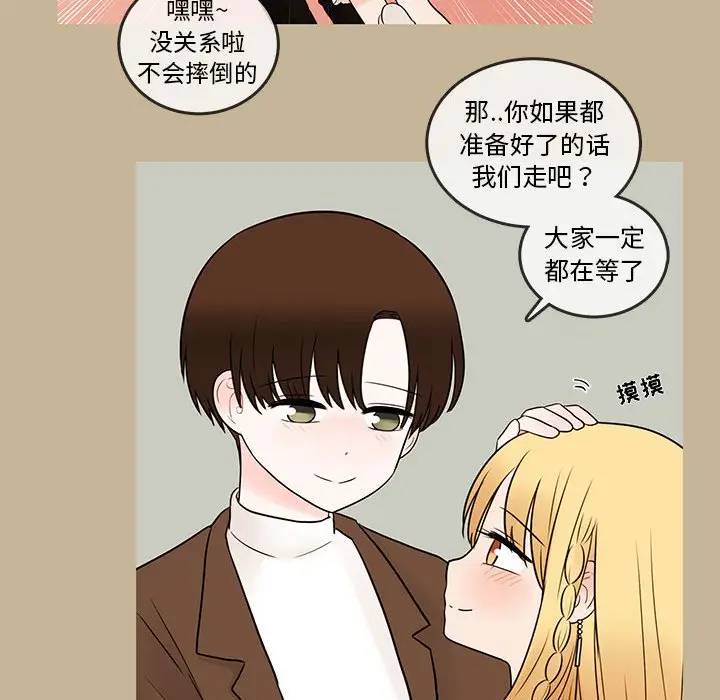 嘿嘿~
没关系啦
不会摔倒的
那..你如果都
准备好了的话
我们走吧？
大家一定
都在等了
摸摸